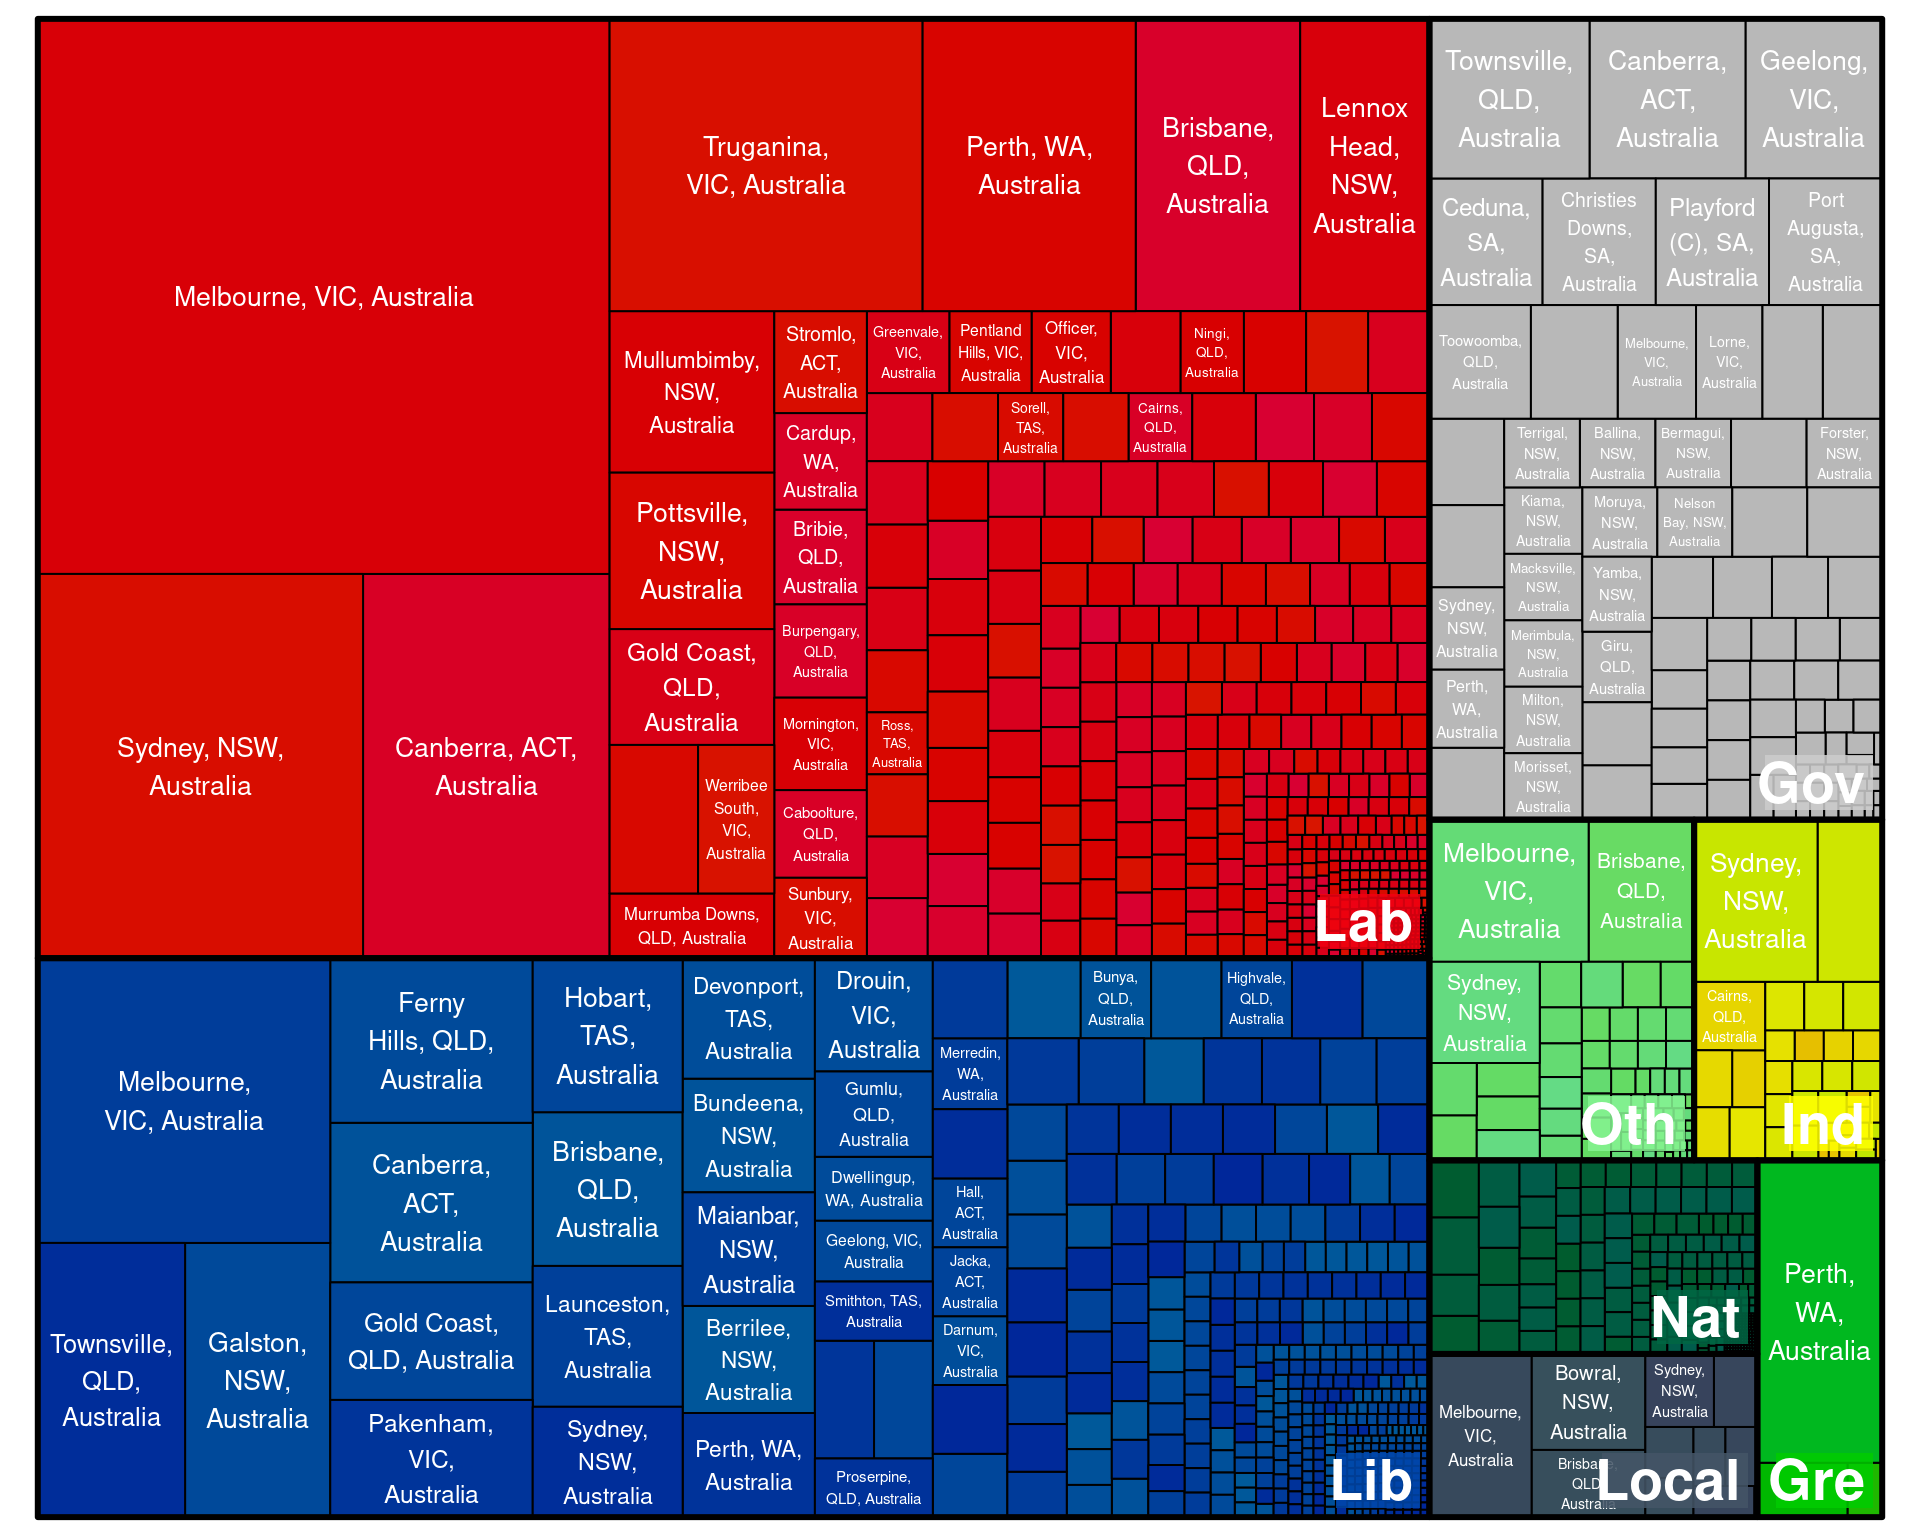 Melbourne, VIC, Australia
Sydney, NSW,
Australia
Canberra, ACT,
Australia
Truganina,
VIC, Australia
Perth, WA,
Australia
Brisbane,
QLD,
Australia
Lennox
Head,
NSW,
Australia
Mullumbimby,
NSW,
Australia
Pottsville,
NSW,
Australia
Gold Coast,
QLD,
Australia
Werribee
South,
VIC,
Australia
Murrumba Downs,
QLD, Australia
Stromlo,
ACT,
Australia
Cardup,
WA,
Australia
Bribie,
QLD,
Australia
Burpengary,
QLD,
Australia
Mornington,
VIC,
Australia
Caboolture,
QLD,
Australia
Sunbury,
VIC,
Australia
Greenvale,
VIC,
Australia
Pentland
Hills, VIC,
Australia
Officer,
VIC,
Australia
Ningi,
QLD,
Australia
Sorell,
TAS,
Australia
Cairns,
QLD,
Australia
Ross,
TAS,
Australia
Lab
Townsville,
QLD,
Australia
Canberra,
ACT,
Australia
Geelong,
VIC,
Australia
Ceduna,
SA,
Australia
Christies
Downs,
SA,
Australia
Playford
(C), SA,
Australia
Port
Augusta,
SA,
Australia
Toowoomba,
QLD,
Australia
Melbourne,
VIC,
Australia
Lorne,
VIC,
Australia
Terrigal,
NSW,
Australia
Ballina,
NSW,
Australia
Bermagui,
NSW,
Australia
Forster,
NSW,
Australia
Kiama,
NSW,
Australia
Moruya,
NSW,
Australia
Nelson
Bay, NSW,
Australia
Macksville,
NSW,
Australia
Yamba,
NSW,
Australia
Sydney,
NSW,
Australia
Merimbula,
NSW,
Australia
Giru,
QLD,
Australia
Perth,
WA,
Australia
Milton,
NSW,
Australia
Morisset,
NSW,
Australia
Gov
Melbourne,
VIC, Australia
Townsville,
QLD,
Australia
Galston,
NSW,
Australia
Ferny
Hills, QLD,
Australia
Canberra,
ACT,
Australia
Gold Coast,
QLD, Australia
Pakenham,
VIC,
Australia
Hobart,
TAS,
Australia
Brisbane,
QLD,
Australia
Launceston,
TAS,
Australia
Sydney,
NSW,
Australia
Devonport,
TAS,
Australia
Bundeena,
NSW,
Australia
Maianbar,
NSW,
Australia
Berrilee,
NSW,
Australia
Perth, WA,
Australia
Drouin,
VIC,
Australia
Gumlu,
QLD,
Australia
Dwellingup,
WA, Australia
Geelong, VIC,
Australia
Smithton, TAS,
Australia
Proserpine,
QLD, Australia
Merredin,
WA,
Australia
Hall,
ACT,
Australia
Jacka,
ACT,
Australia
Darnum,
VIC,
Australia
Bunya,
QLD,
Australia
Highvale,
QLD,
Australia
Lib
Melbourne,
VIC,
Australia
Brisbane,
QLD,
Australia
Sydney,
NSW,
Australia
Oth
Sydney,
NSW,
Australia
Cairns,
QLD,
Australia
Ind
Nat
Melbourne,
VIC,
Australia
Bowral,
NSW,
Australia
Sydney,
NSW,
Australia
Brisbane,
QLD,
Australia
Local
Perth,
WA,
Australia
Gre